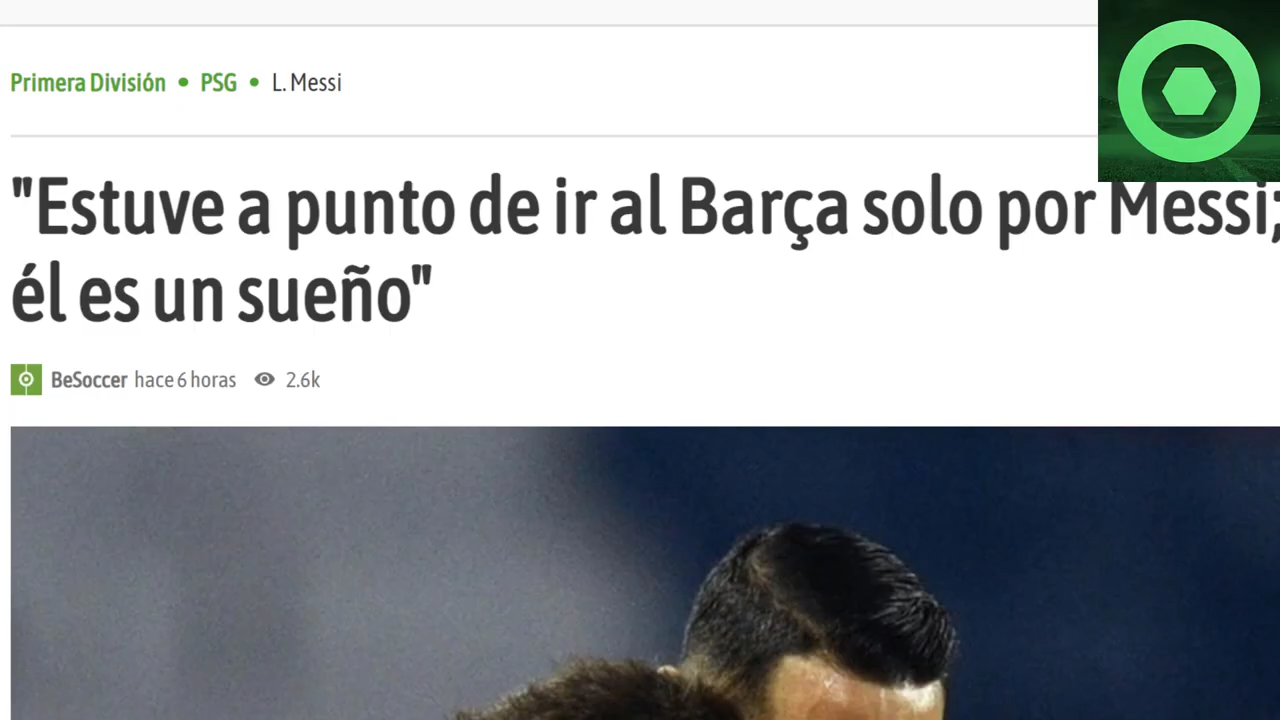 Primera División • PSG • L. Messi
"Estuve a punto de ir al Barça solo por Messi;
él es un sueño"
BeSoccer hace 6 horas 2.6k